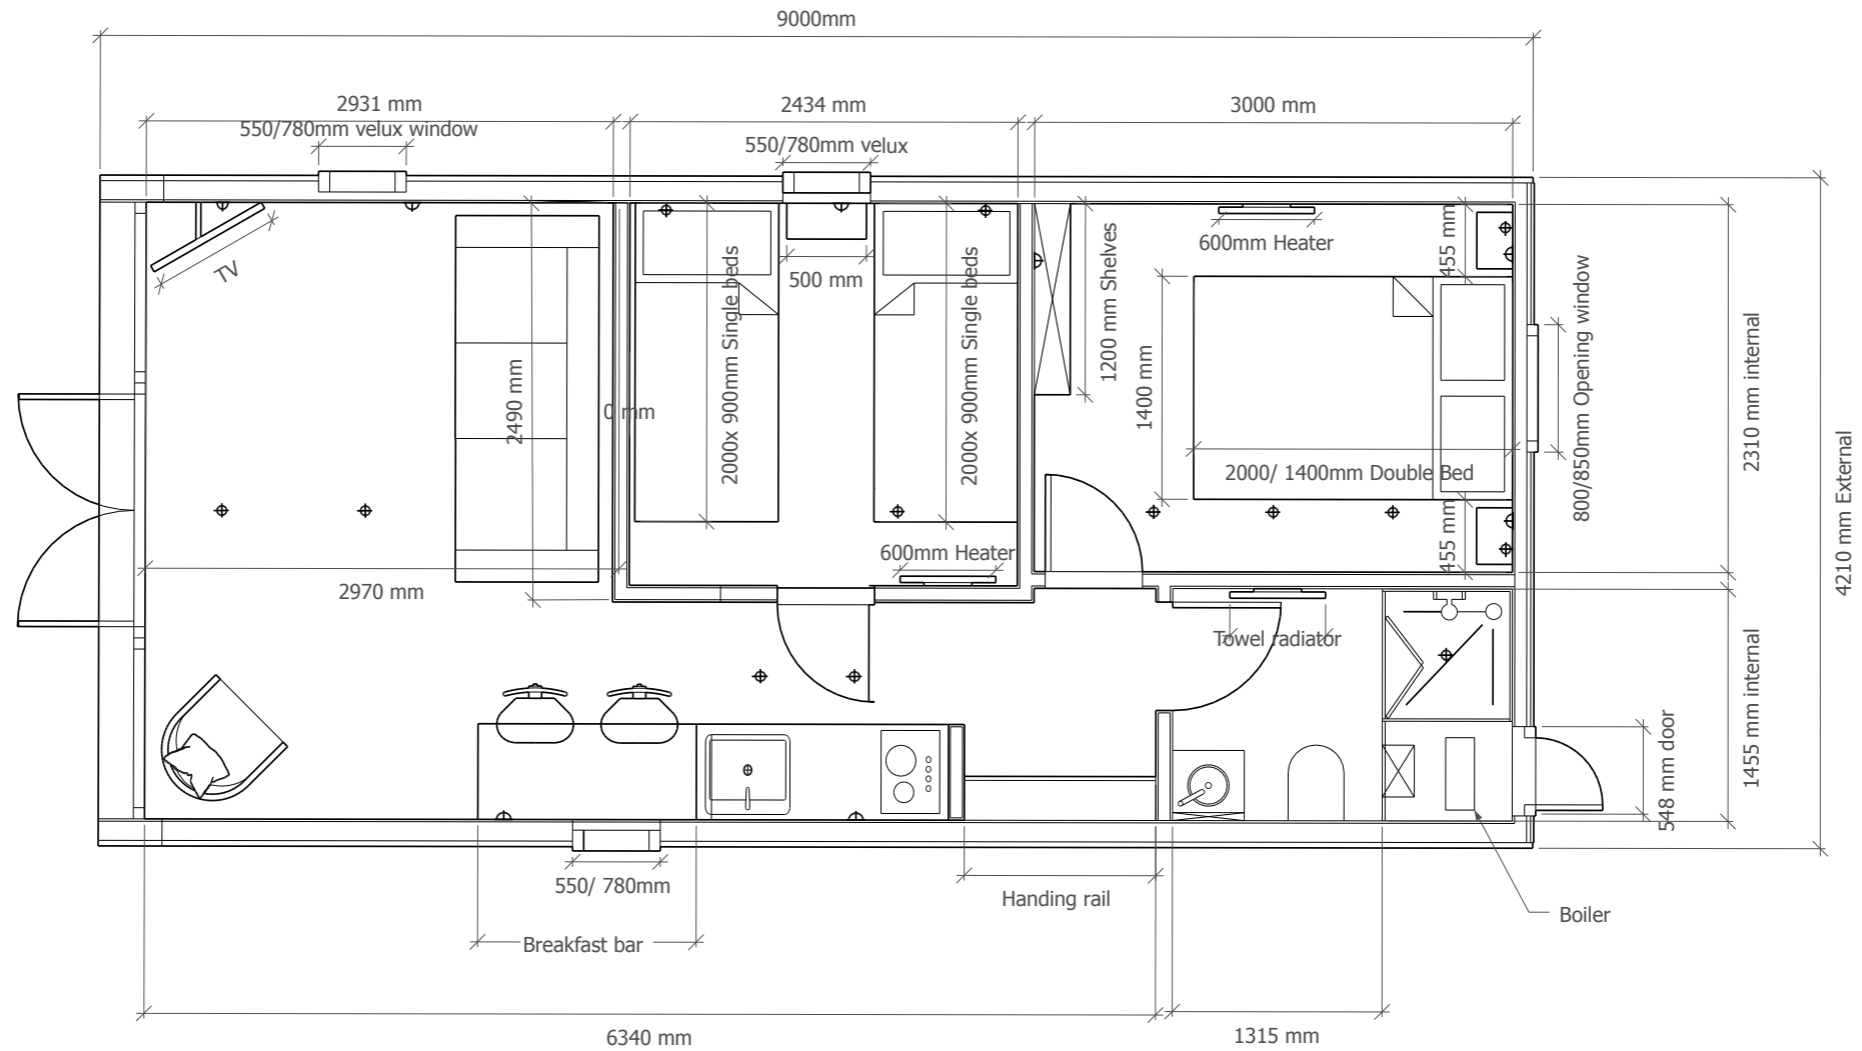 9000mm
2931 mm
2434 mm
3000 mm
550/780mm velux window
550/780mm velux
TV
2490 mm
0 mm
2970 mm
2000x 900mm Single beds
500 mm
2000x 900mm Single beds
600mm Heater
1200 mm Shelves
600mm Heater
1400 mm
455 mm
2000/ 1400mm Double Bed
455 mm
800/850mm Opening window
2310 mm internal
4210 mm External
Towel radiator
548 mm door
1455 mm internal
550/ 780mm
Breakfast bar
Handing rail
Boiler
6340 mm
1315 mm